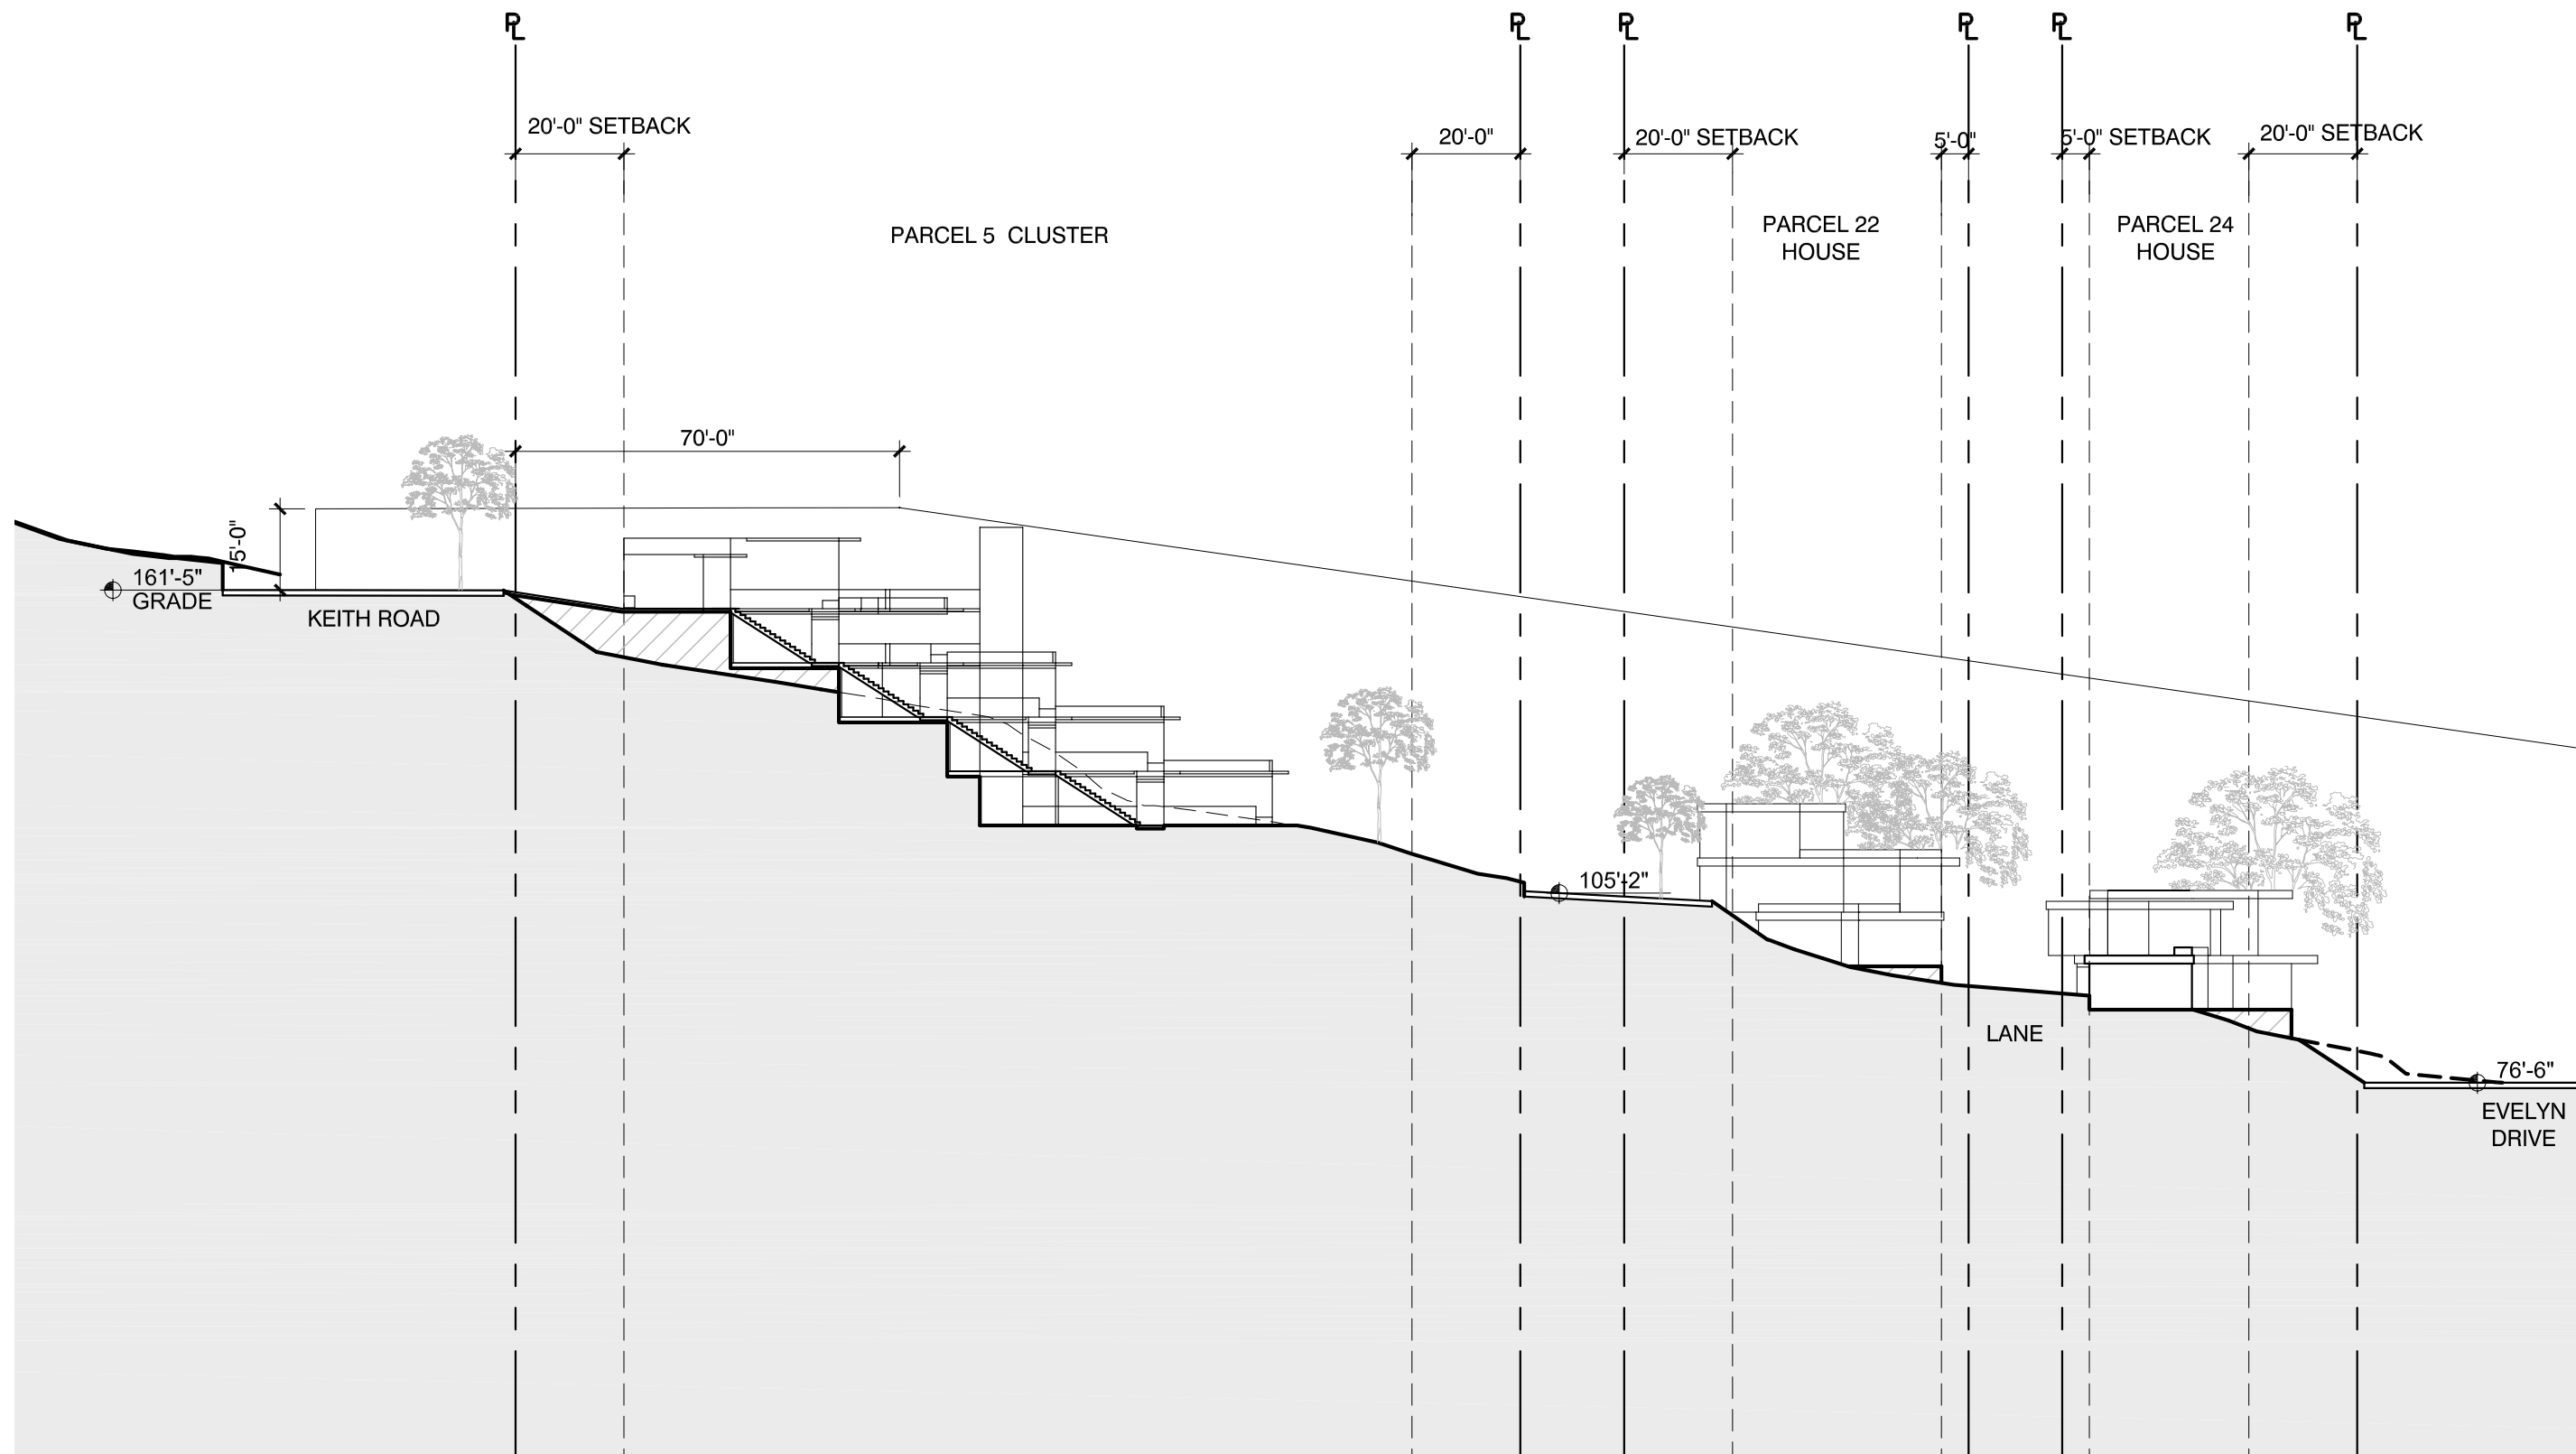 PL PL PL PL PL PL
20'-0" SETBACK
20'-0"
20'-0" SETBACK
5'-0"
5'-0" SETBACK
20'-0" SETBACK
PARCEL 5 CLUSTER
PARCEL 22
HOUSE
PARCEL 24
HOUSE
70'-0"
15'-0"
161'-5"
GRADE
KEITH ROAD
105'-2"
LANE
76'-6"
EVELYN
DRIVE